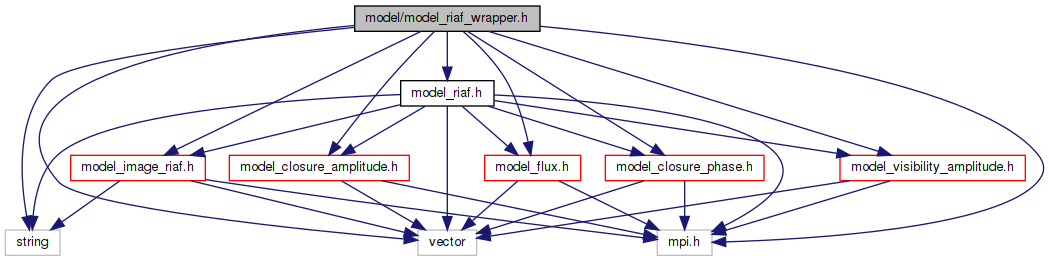 model/model_riaf_wrapper.h
model_riaf.h
model_image_riaf.h
model_closure_amplitude.h
model_flux.h
model_closure_phase.h
model_visibility_amplitude.h
string
vector
mpi.h